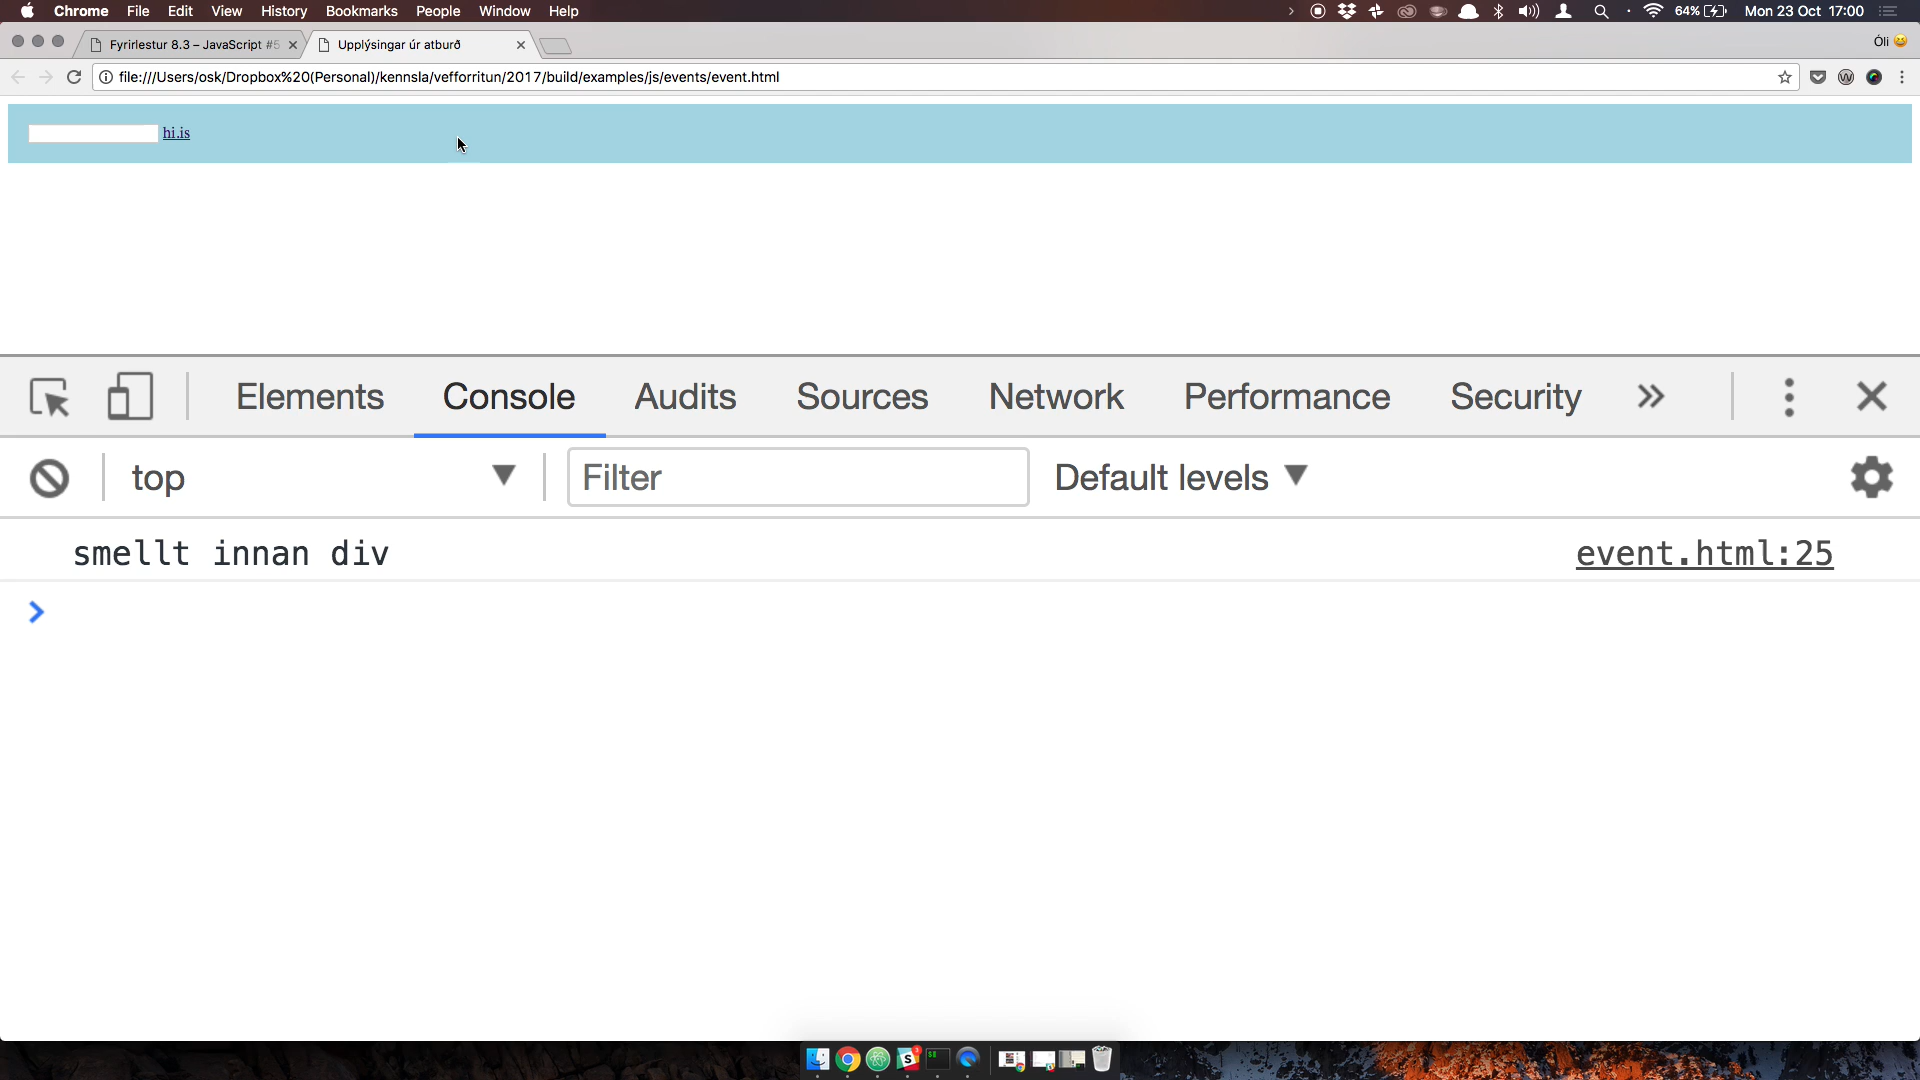 Chrome File Edit View History Bookmarks People Window Help 64% Mon 23 Oct 17:00
Fyrirlestur 8.3 – JavaScript #5 Upplýsingar úr atburð Óli
file:///Users/osk/Dropbox%20(Personal)/kennsla/vefforritun/2017/build/examples/js/events/event.html
hi.is
Elements Console Audits Sources Network Performance Security
top Filter Default levels
smellt innan div event.html:25